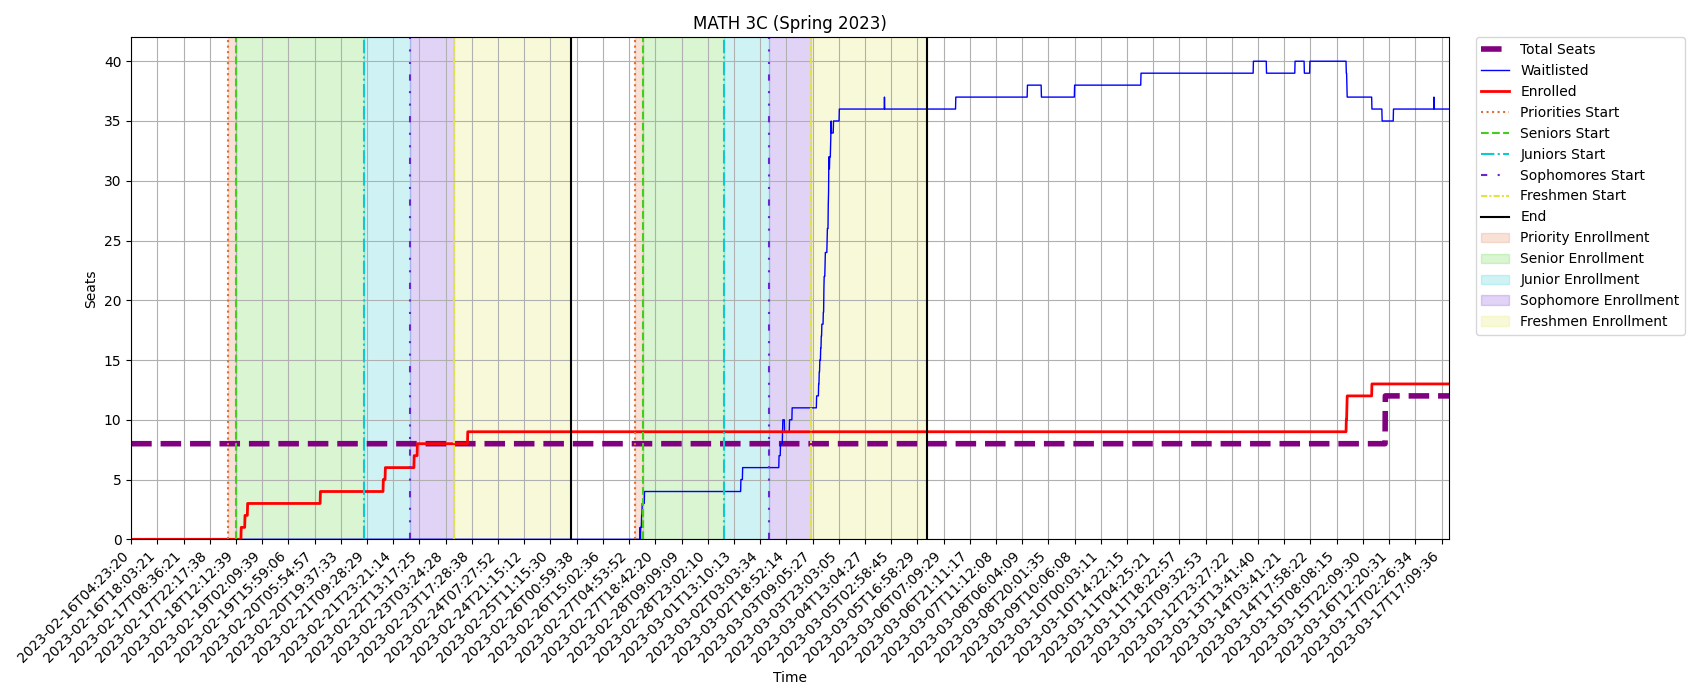 MATH 3C (Spring 2023)
Seats
40
35
30
25
20
15
10
5
0
Total Seats
Waitlisted
Enrolled
Priorities Start
Seniors Start
Juniors Start
Sophomores Start
Freshmen Start
End
Priority Enrollment
Senior Enrollment
Junior Enrollment
Sophomore Enrollment
Freshmen Enrollment
2023-02-16T04:23:20
2023-02-16T18:03:21
2023-02-17T08:36:21
2023-02-17T22:17:38
2023-02-18T12:12:39
2023-02-19T02:09:39
2023-02-19T15:59:06
2023-02-20T05:54:57
2023-02-20T19:37:33
2023-02-21T09:28:29
2023-02-21T23:21:14
2023-02-22T13:17:25
2023-02-23T03:24:28
2023-02-23T17:28:38
2023-02-24T07:27:52
2023-02-24T21:15:12
2023-02-25T11:15:30
2023-02-26T00:59:38
2023-02-26T15:02:36
2023-02-27T04:53:52
2023-02-27T18:42:20
2023-02-28T09:09:09
2023-02-28T23:02:10
2023-03-01T13:10:13
2023-03-02T03:03:34
2023-03-02T18:52:14
2023-03-03T09:05:27
2023-03-03T23:03:05
2023-03-04T13:04:27
2023-03-05T02:58:45
2023-03-05T16:58:29
2023-03-06T07:09:29
2023-03-06T21:11:17
2023-03-07T11:12:08
2023-03-08T06:04:09
2023-03-08T20:01:35
2023-03-09T10:06:08
2023-03-10T00:03:11
2023-03-10T14:22:15
2023-03-11T04:25:21
2023-03-11T18:22:57
2023-03-12T09:32:53
2023-03-12T23:27:22
2023-03-13T13:41:40
2023-03-14T03:41:21
2023-03-14T17:58:22
2023-03-15T08:08:15
2023-03-15T22:09:30
2023-03-16T12:20:31
2023-03-17T02:26:34
2023-03-17T17:09:36
Time